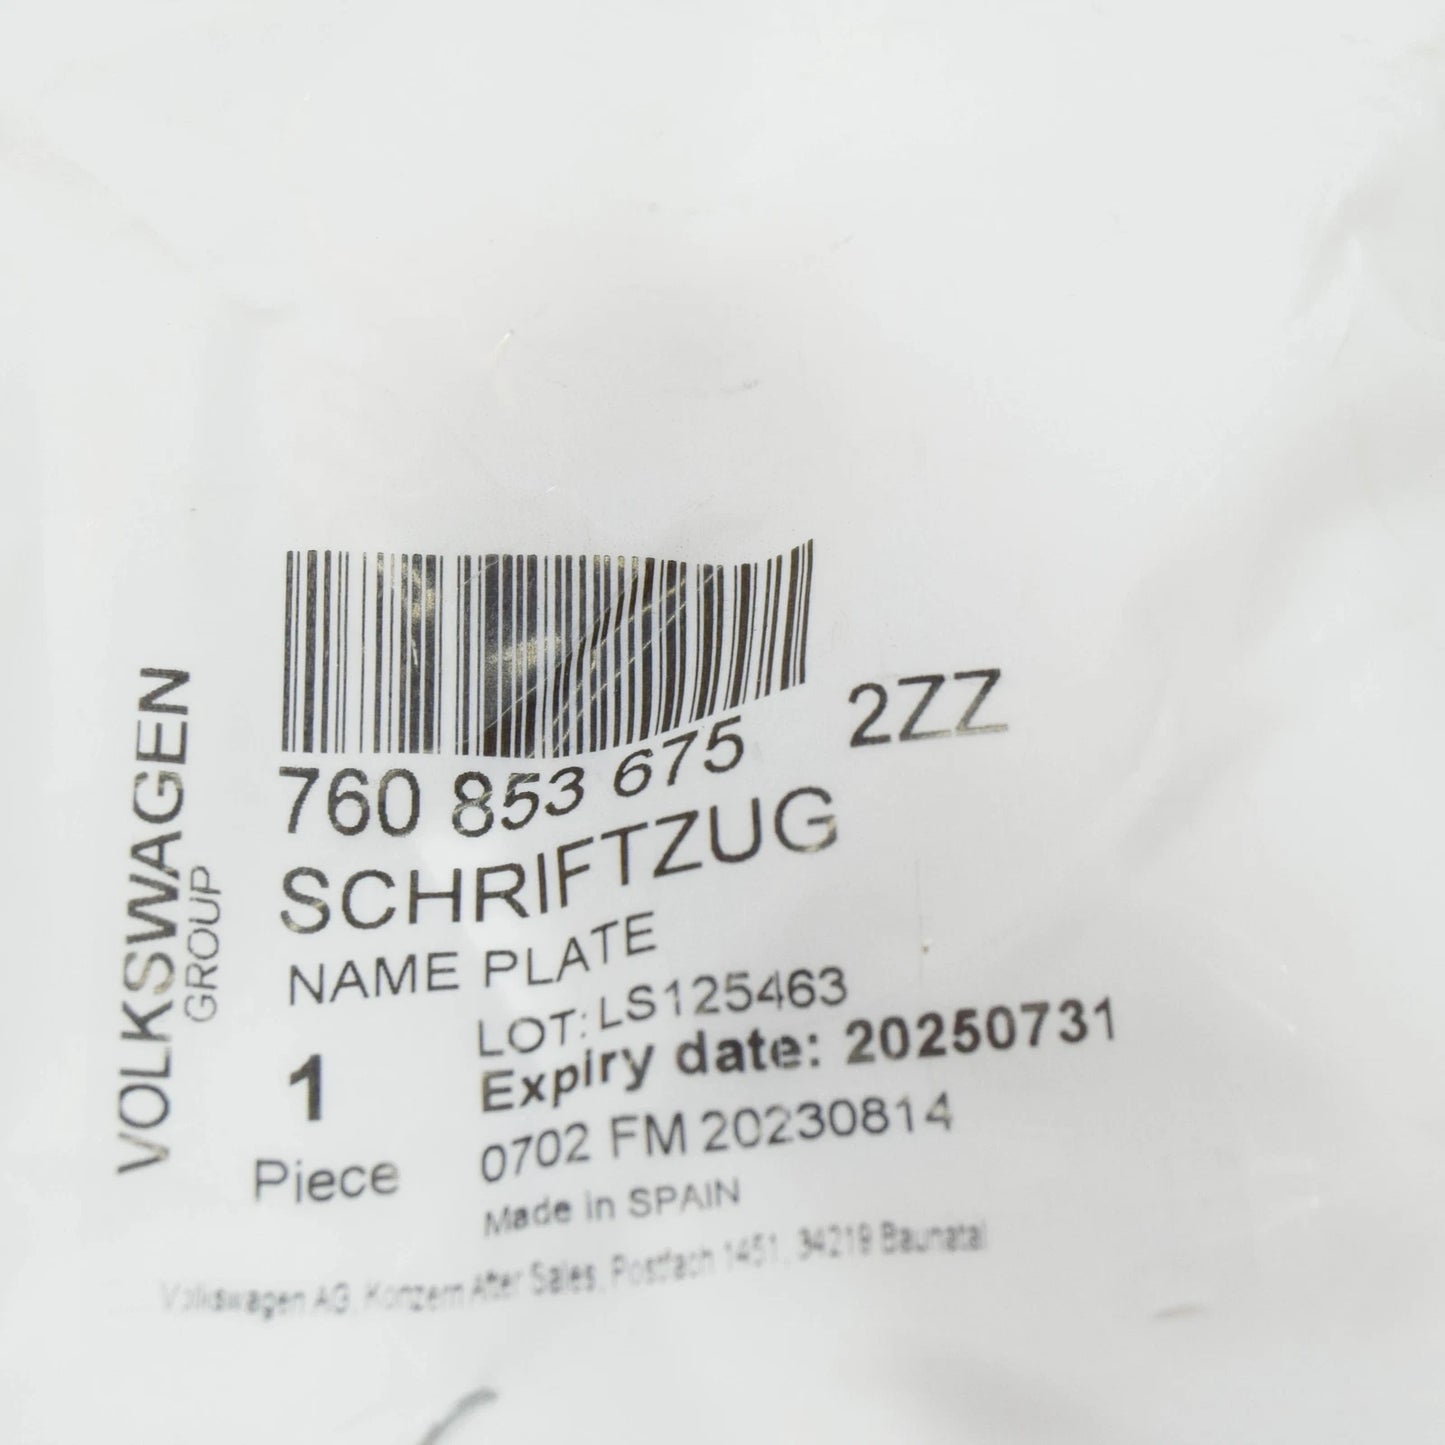 VOLKSWAGEN
GROUP
760 853 675 2ZZ
SCHRIFTZUG
NAME PLATE
LOT: LS125463
Expiry date: 20250731
1
Piece
0702 FM 20230814
Made in SPAIN
Volkswagen AG, Konzern After Sales, Postfach 1451, 34219 Baunatal